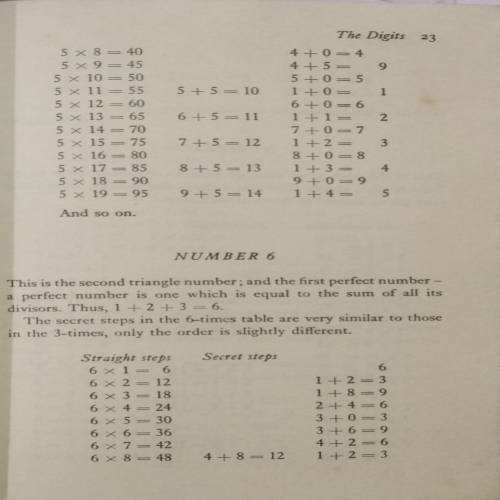 The Digits 23
5 × 8 = 40 4 + 0 = 4
5 × 9 = 45 4 + 5 = 9
5 × 10 = 50 5 + 0 = 5
5 × 11 = 55 5 + 5 = 10 1 + 0 = 1
5 × 12 = 60 6 + 0 = 6
5 × 13 = 65 6 + 5 = 11 1 + 1 = 2
5 × 14 = 70 7 + 0 = 7
5 × 15 = 75 7 + 5 = 12 1 + 2 = 3
5 × 16 = 80 8 + 0 = 8
5 × 17 = 85 8 + 5 = 13 1 + 3 = 4
5 × 18 = 90 9 + 0 = 9
5 × 19 = 95 9 + 5 = 14 1 + 4 = 5
And so on.
NUMBER 6
This is the second triangle number; and the first perfect number –
a perfect number is one which is equal to the sum of all its
divisors. Thus, 1 + 2 + 3 = 6.
The secret steps in the 6-times table are very similar to those
in the 3-times, only the order is slightly different.
Straight steps Secret steps
6 × 1 = 6 6
6 × 2 = 12 1 + 2 = 3
6 × 3 = 18 1 + 8 = 9
6 × 4 = 24 2 + 4 = 6
6 × 5 = 30 3 + 0 = 3
6 × 6 = 36 3 + 6 = 9
6 × 7 = 42 4 + 2 = 6
6 × 8 = 48 4 + 8 = 12 1 + 2 = 3